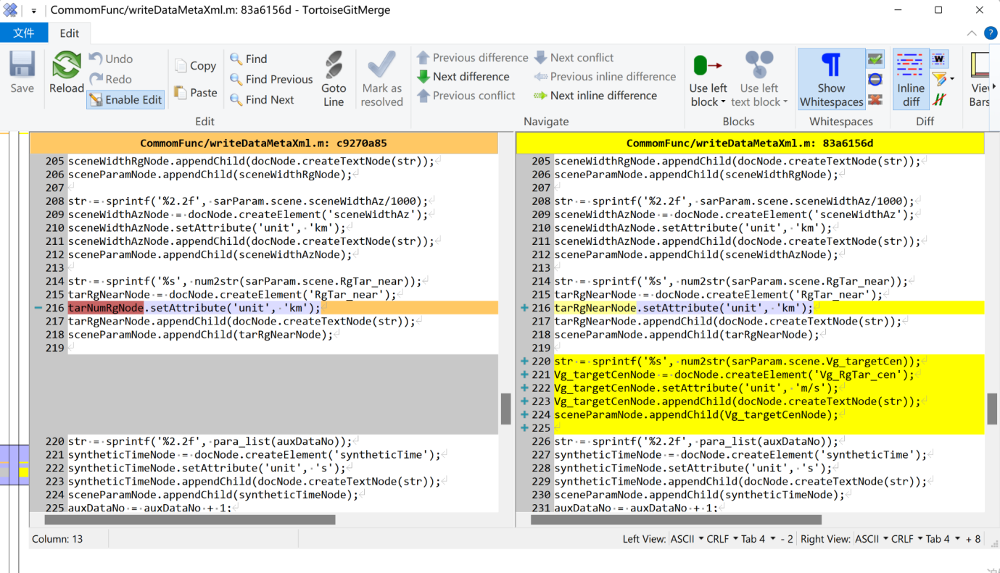 CommomFunc/writeDataMetaXml.m: 83a6156d - TortoiseGitMerge
文件 Edit
Save
Reload
Undo
Redo
Enable Edit
Copy
Paste
Find
Find Previous
Find Next
Goto Line
Mark as resolved
Edit
Previous difference
Next difference
Previous conflict
Next conflict
Previous inline difference
Next inline difference
Navigate
Use left block
Use left text block
Blocks
Show Whitespaces
Whitespaces
Inline diff
Diff
View Bars
CommomFunc/writeDataMetaXml.m: c9270a85
205 sceneWidthRgNode.appendChild(docNode.createTextNode(str));
206 sceneParamNode.appendChild(sceneWidthRgNode);
207
208 str = sprintf('%2.2f', sarParam.scene.sceneWidthAz/1000);
209 sceneWidthAzNode = docNode.createElement('sceneWidthAz');
210 sceneWidthAzNode.setAttribute('unit', 'km');
211 sceneWidthAzNode.appendChild(docNode.createTextNode(str));
212 sceneParamNode.appendChild(sceneWidthAzNode);
213
214 str = sprintf('%s', num2str(sarParam.scene.RgTar_near));
215 tarRgNearNode = docNode.createElement('RgTar_near');
216 tarNumRgNode.setAttribute('unit', 'km');
217 tarRgNearNode.appendChild(docNode.createTextNode(str));
218 sceneParamNode.appendChild(tarRgNearNode);
219
220 str = sprintf('%2.2f', para_list(auxDataNo));
221 syntheticTimeNode = docNode.createElement('syntheticTime');
222 syntheticTimeNode.setAttribute('unit', 's');
223 syntheticTimeNode.appendChild(docNode.createTextNode(str));
224 sceneParamNode.appendChild(syntheticTimeNode);
225 auxDataNo = auxDataNo + 1;
CommomFunc/writeDataMetaXml.m: 83a6156d
205 sceneWidthRgNode.appendChild(docNode.createTextNode(str));
206 sceneParamNode.appendChild(sceneWidthRgNode);
207
208 str = sprintf('%2.2f', sarParam.scene.sceneWidthAz/1000);
209 sceneWidthAzNode = docNode.createElement('sceneWidthAz');
210 sceneWidthAzNode.setAttribute('unit', 'km');
211 sceneWidthAzNode.appendChild(docNode.createTextNode(str));
212 sceneParamNode.appendChild(sceneWidthAzNode);
213
214 str = sprintf('%s', num2str(sarParam.scene.RgTar_near));
215 tarRgNearNode = docNode.createElement('RgTar_near');
216 tarRgNearNode.setAttribute('unit', 'km');
217 tarRgNearNode.appendChild(docNode.createTextNode(str));
218 sceneParamNode.appendChild(tarRgNearNode);
219
220 str = sprintf('%s', num2str(sarParam.scene.Vg_targetCen));
221 Vg_targetCenNode = docNode.createElement('Vg_RgTar_cen');
222 Vg_targetCenNode.setAttribute('unit', 'm/s');
223 Vg_targetCenNode.appendChild(docNode.createTextNode(str));
224 sceneParamNode.appendChild(Vg_targetCenNode);
225
226 str = sprintf('%2.2f', para_list(auxDataNo));
227 syntheticTimeNode = docNode.createElement('syntheticTime');
228 syntheticTimeNode.setAttribute('unit', 's');
229 syntheticTimeNode.appendChild(docNode.createTextNode(str));
230 sceneParamNode.appendChild(syntheticTimeNode);
231 auxDataNo = auxDataNo + 1;
Column: 13
Left View: ASCII CRLF Tab 4 - 2 Right View: ASCII CRLF Tab 4 + 8